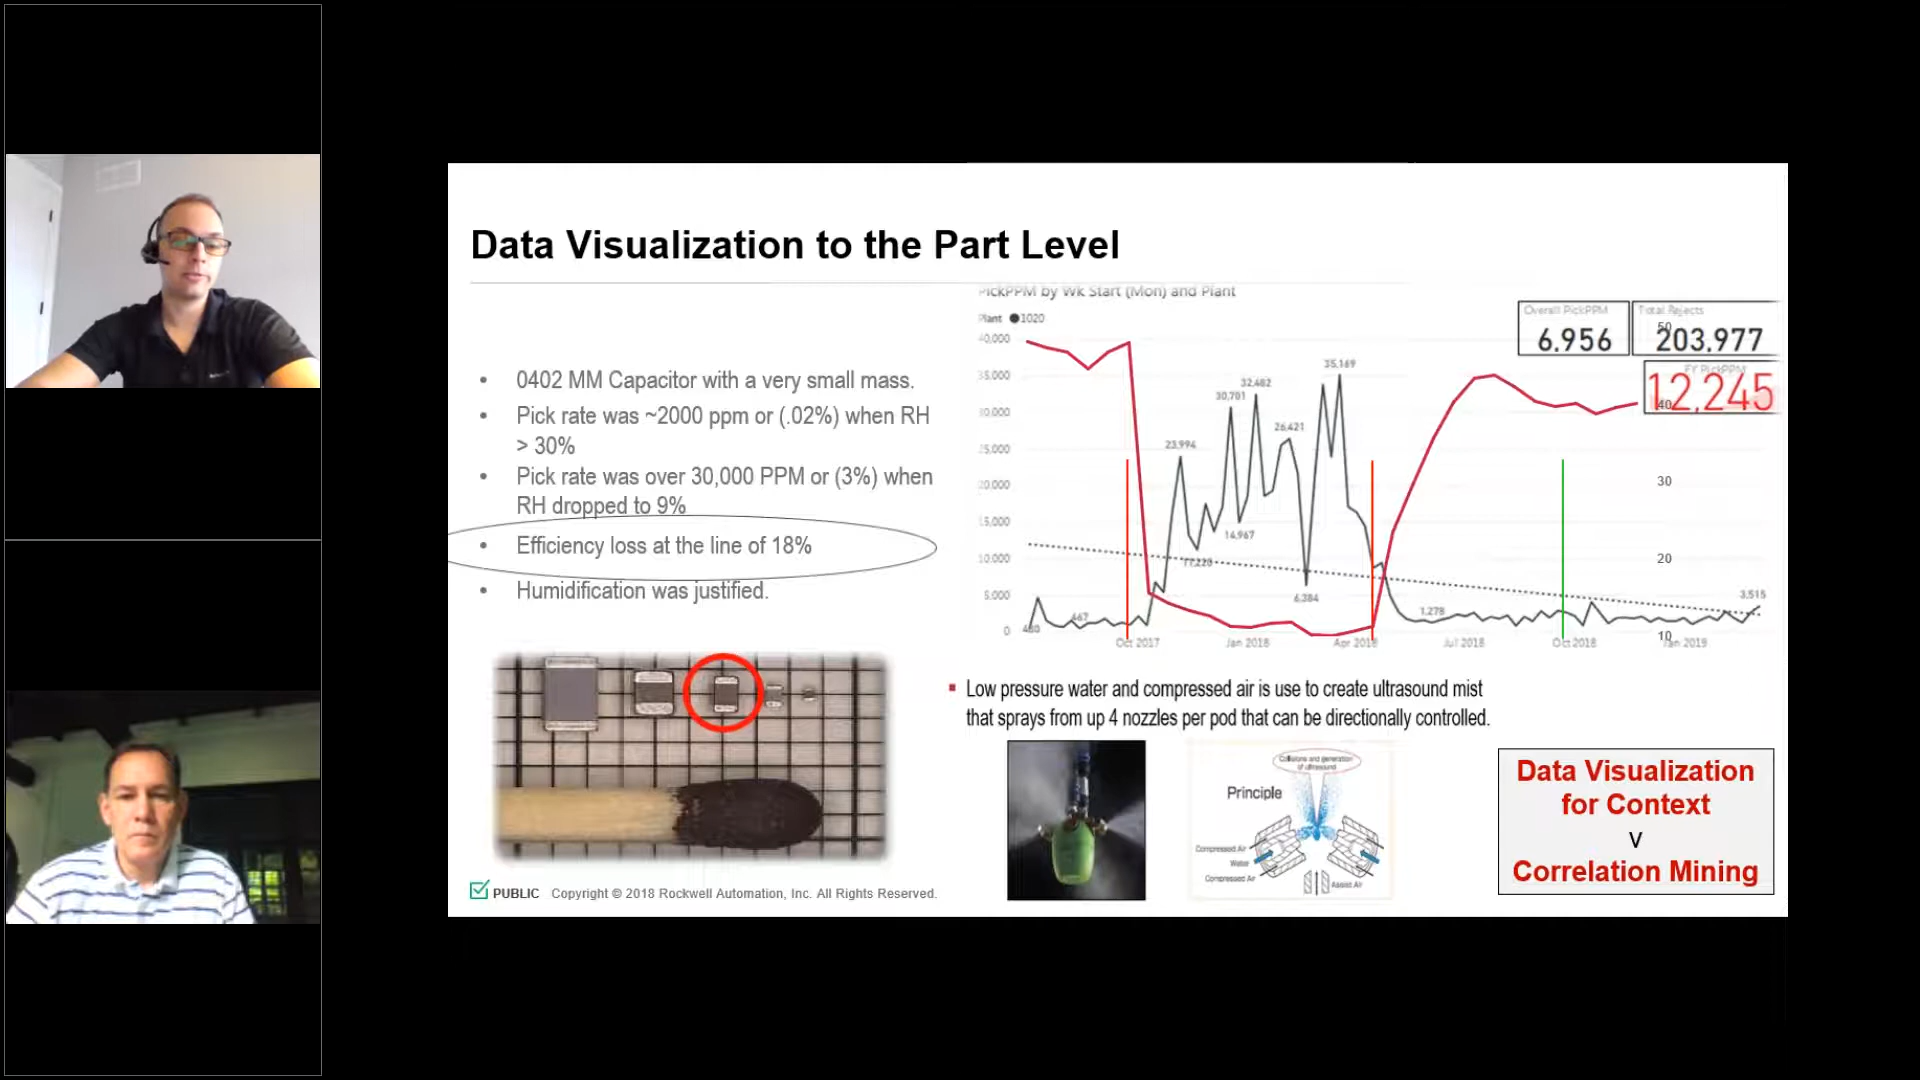 Data Visualization to the Part Level
• 0402 MM Capacitor with a very small mass.
• Pick rate was ~2000 ppm or (.02%) when RH
> 30%
• Pick rate was over 30,000 PPM or (3%) when
RH dropped to 9%
• Efficiency loss at the line of 18%
• Humidification was justified.
PickPPM by Wk Start (Mon) and Plant
Plant ●1020
40,000
35,000
30,000
25,000
20,000
15,000
10,000
5,000
0
467
23,994
11,220
30,701
14,967
32,482
26,421
6,384
35,169
1,278
3,515
Oct 2017
Jan 2018
Apr 2018
Jul 2018
Oct 2018
Jan 2019
50
40
30
20
10
Overall PickPPM
6,956
Total Rejects
203,977
FY PickPPM
12,245
▪ Low pressure water and compressed air is use to create ultrasound mist
that sprays from up 4 nozzles per pod that can be directionally controlled.
Collisions and generation
of ultrasound
Principle
Compressed Air
Water
Compressed Air
Assist Air
Data Visualization
for Context
v
Correlation Mining
PUBLIC Copyright © 2018 Rockwell Automation, Inc. All Rights Reserved.